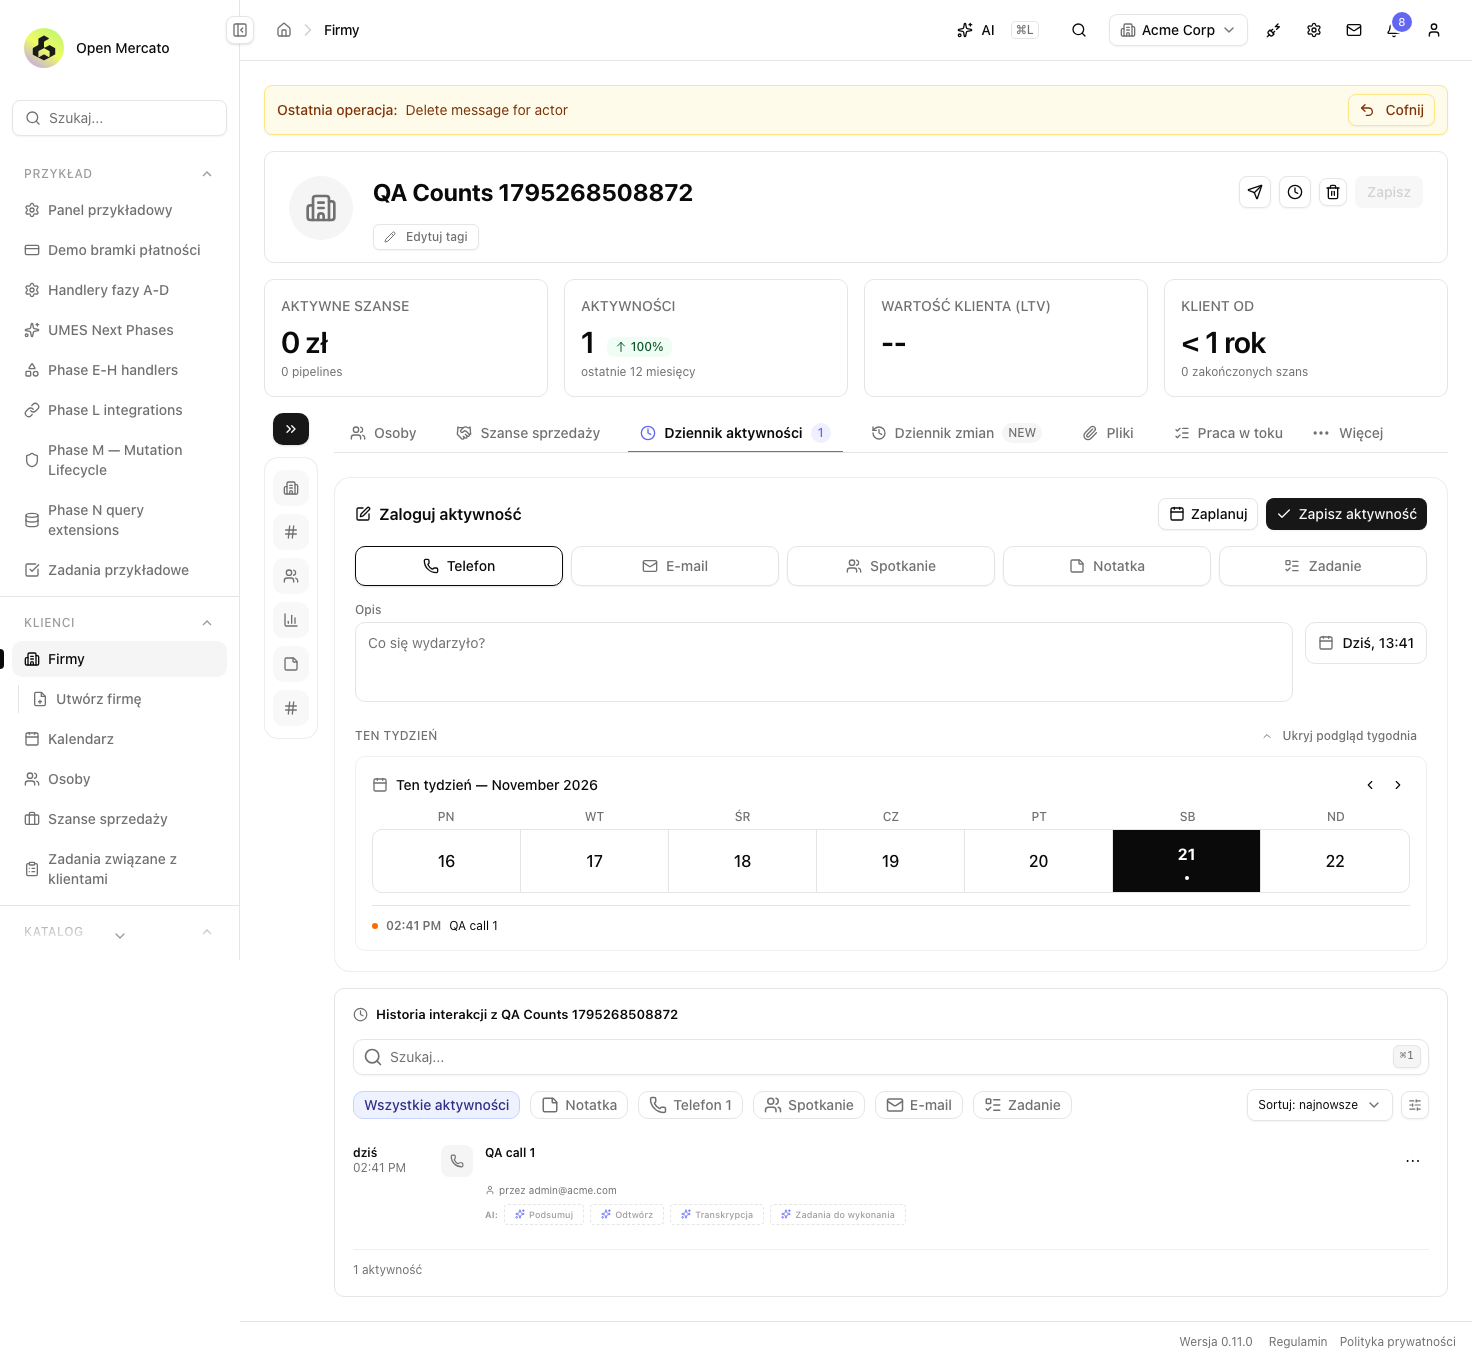 Open Mercato
Szukaj...
PRZYKŁAD
Panel przykładowy
Demo bramki płatności
Handlery fazy A-D
UMES Next Phases
Phase E-H handlers
Phase L integrations
Phase M — Mutation
Lifecycle
Phase N query
extensions
Zadania przykładowe
KLIENCI
Firmy
Utwórz firmę
Kalendarz
Osoby
Szanse sprzedaży
Zadania związane z
klientami
KATALOG
Firmy
AI ⌘L
Acme Corp
8
Ostatnia operacja: Delete message for actor
Cofnij
QA Counts 1795268508872
Edytuj tagi
Zapisz
AKTYWNE SZANSE
0 zł
0 pipelines
AKTYWNOŚCI
1 ↑ 100%
ostatnie 12 miesięcy
WARTOŚĆ KLIENTA (LTV)
--
KLIENT OD
< 1 rok
0 zakończonych szans
Osoby
Szanse sprzedaży
Dziennik aktywności 1
Dziennik zmian NEW
Pliki
Praca w toku
Więcej
Zaloguj aktywność
Zaplanuj
Zapisz aktywność
Telefon
E-mail
Spotkanie
Notatka
Zadanie
Opis
Co się wydarzyło?
Dziś, 13:41
TEN TYDZIEŃ
Ukryj podgląd tygodnia
Ten tydzień — November 2026
PN WT ŚR CZ PT SB ND
16 17 18 19 20 21 22
02:41 PM QA call 1
Historia interakcji z QA Counts 1795268508872
Szukaj...
⌘1
Wszystkie aktywności
Notatka
Telefon 1
Spotkanie
E-mail
Zadanie
Sortuj: najnowsze
dziś
02:41 PM
QA call 1
przez admin@acme.com
AI: Podsumuj Odtwórz Transkrypcja Zadania do wykonania
1 aktywność
Wersja 0.11.0 Regulamin Polityka prywatności